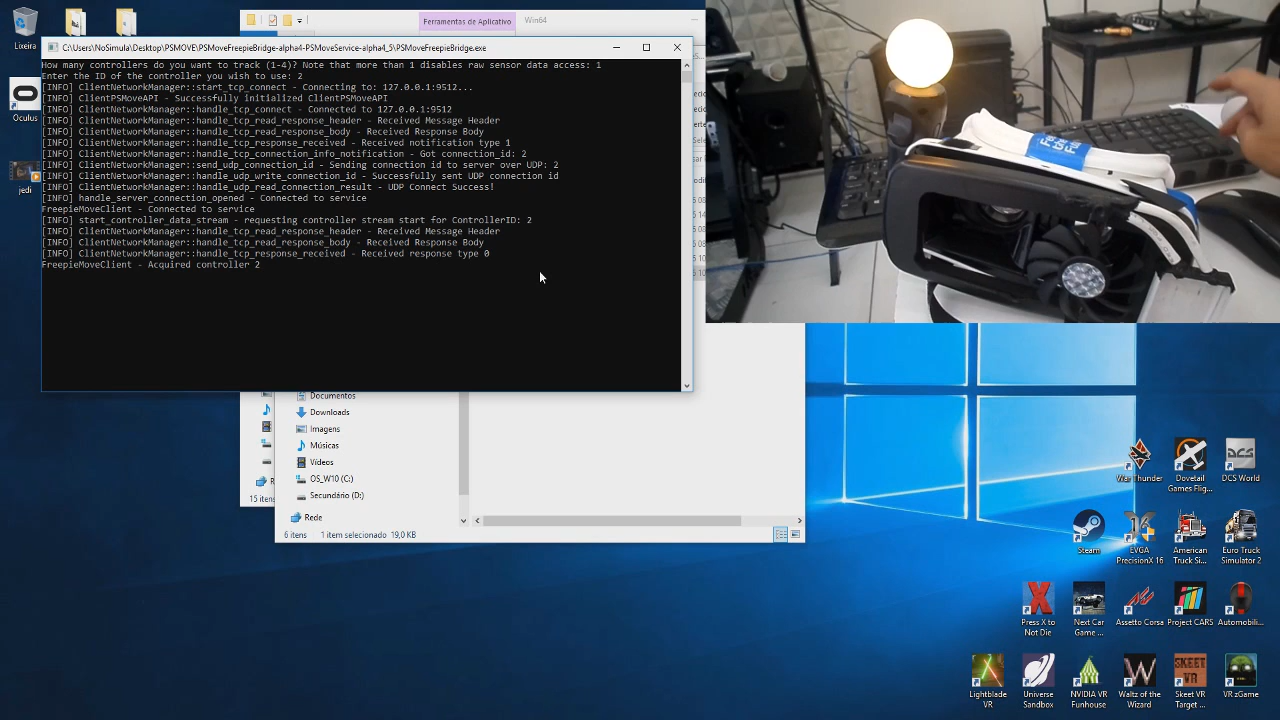 Lixeira
Oculus
jedi
Ferramentas de Aplicativo
Win64
C:\Users\NoSimula\Desktop\PSMOVE\PSMoveFreepieBridge-alpha4-PSMoveService-alpha4_5\PSMoveFreepieBridge.exe
How many controllers do you want to track (1-4)? Note that more than 1 disables raw sensor data access: 1
Enter the ID of the controller you wish to use: 2
[INFO] ClientNetworkManager::start_tcp_connect - Connecting to: 127.0.0.1:9512...
[INFO] ClientPSMoveAPI - Successfully initialized ClientPSMoveAPI
[INFO] ClientNetworkManager::handle_tcp_connect - Connected to 127.0.0.1:9512
[INFO] ClientNetworkManager::handle_tcp_read_response_header - Received Message Header
[INFO] ClientNetworkManager::handle_tcp_read_response_body - Received Response Body
[INFO] ClientNetworkManager::handle_tcp_response_received - Received notification type 1
[INFO] ClientNetworkManager::handle_tcp_connection_info_notification - Got connection_id: 2
[INFO] ClientNetworkManager::send_udp_connection_id - Sending connection id to server over UDP: 2
[INFO] ClientNetworkManager::handle_udp_write_connection_id - Successfully sent UDP connection id
[INFO] ClientNetworkManager::handle_udp_read_connection_result - UDP Connect Success!
[INFO] handle_server_connection_opened - Connected to service
FreepieMoveClient - Connected to service
[INFO] start_controller_data stream - requesting controller stream start for ControllerID: 2
[INFO] ClientNetworkManager::handle_tcp_read_response_header - Received Message Header
[INFO] ClientNetworkManager::handle_tcp_read_response_body - Received Response Body
[INFO] ClientNetworkManager::handle_tcp_response_received - Received response type 0
FreepieMoveClient - Acquired controller 2
Documentos
Downloads
Imagens
Músicas
Vídeos
OS_W10 (C:)
Secundário (D:)
Rede
15 itens
6 itens 1 item selecionado 19,0 KB
War Thunder
Dovetail Games Flig...
DCS World
Steam
EVGA PrecisionX 16
American Truck Si...
Euro Truck Simulator 2
Press X to Not Die
Next Car Game ...
Assetto Corsa
Project CARS
Automobili...
Lightblade VR
Universe Sandbox
NVIDIA VR Funhouse
Waltz of the Wizard
SKEET VR
Skeet VR Target ...
VR zGame